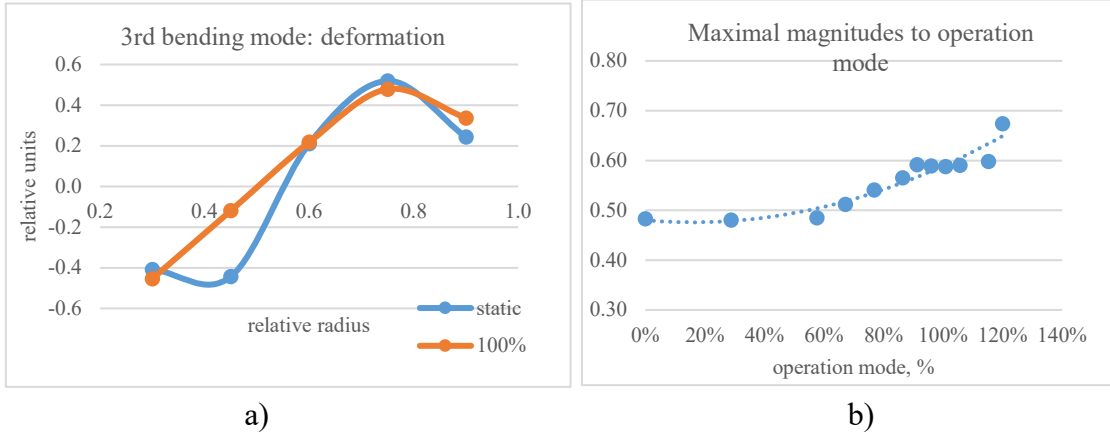 3rd bending mode: deformation
0.6
0.4
0.2
0.0
-0.2
-0.4
-0.6
0.2 0.4 0.6 0.8 1.0
relative units
relative radius
static
100%
a)
Maximal magnitudes to operation
mode
0.80
0.70
0.60
0.50
0.40
0.30
0% 20% 40% 60% 80% 100% 120% 140%
operation mode, %
b)